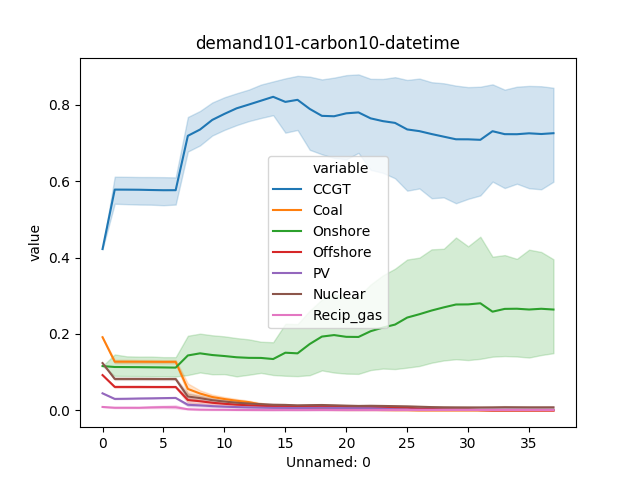 demand101-carbon10-datetime
value
0.8
0.6
0.4
0.2
0.0
variable
CCGT
Coal
Onshore
Offshore
PV
Nuclear
Recip_gas
0 5 10 15 20 25 30 35
Unnamed: 0